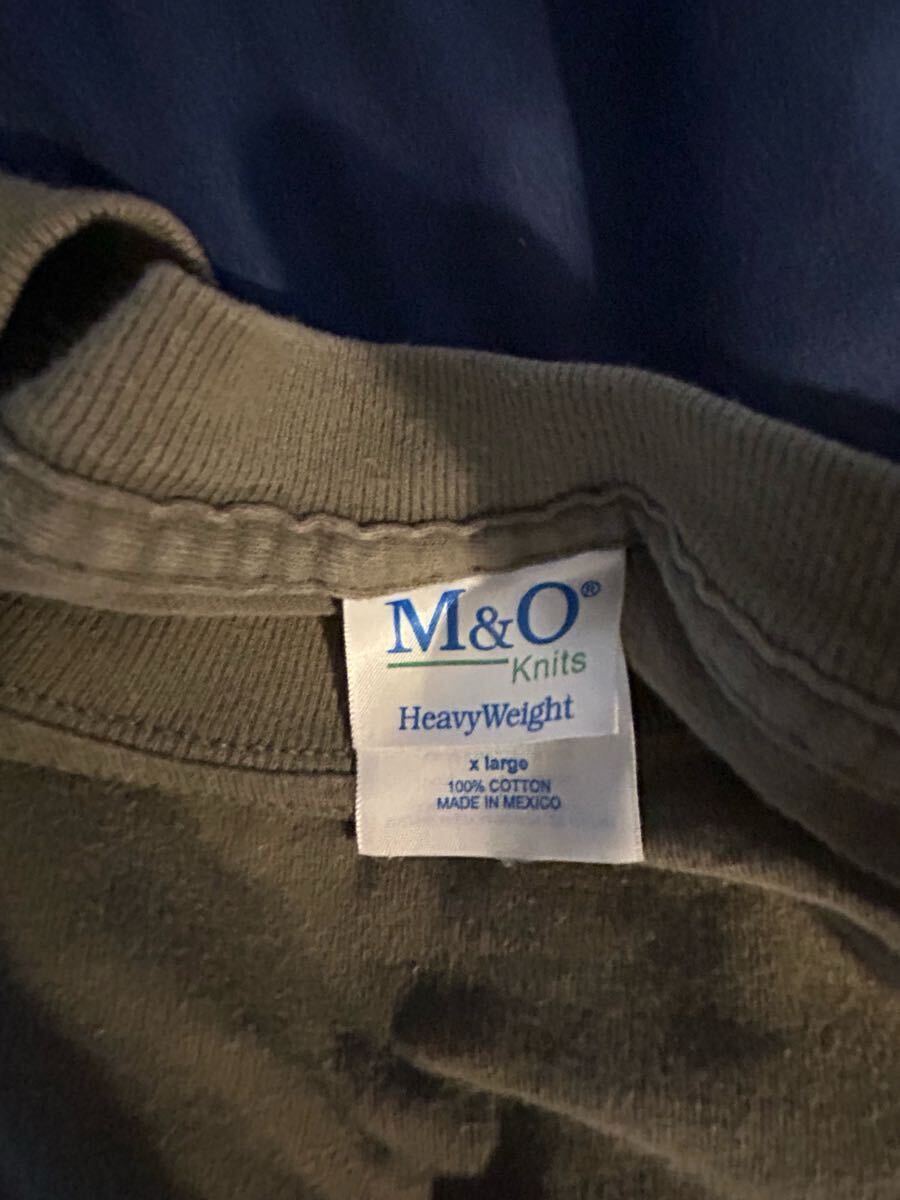 M&O®
Knits
HeavyWeight
x large
100% COTTON
MADE IN MEXICO